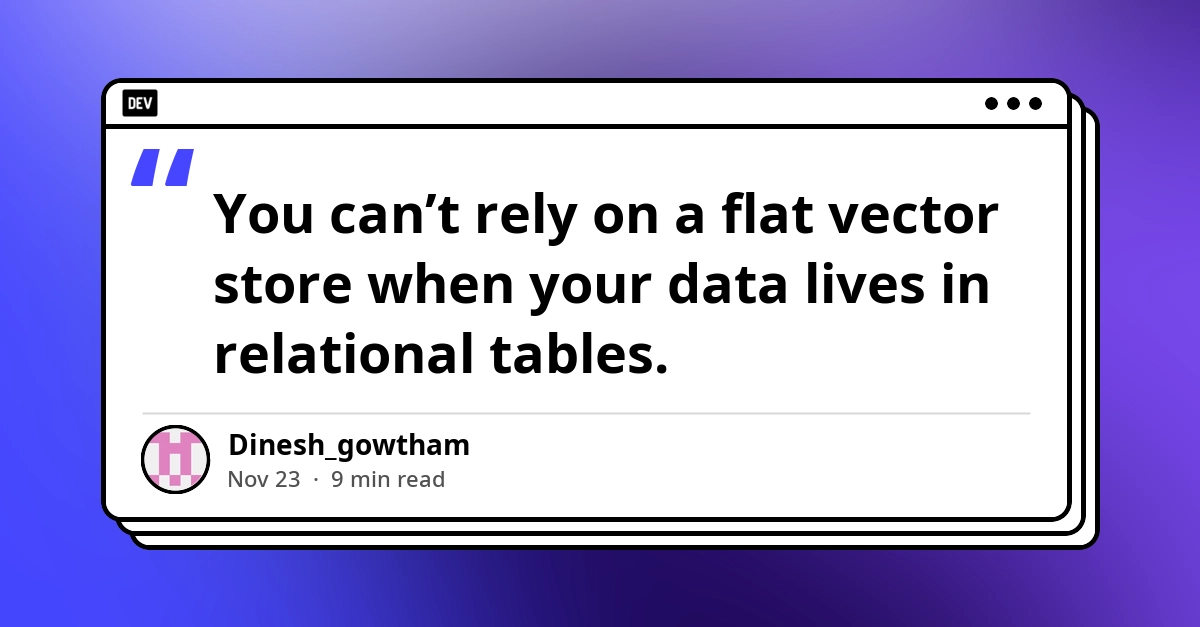 DEV
“
You can’t rely on a flat vector
store when your data lives in
relational tables.
Dinesh_gowtham
Nov 23 · 9 min read